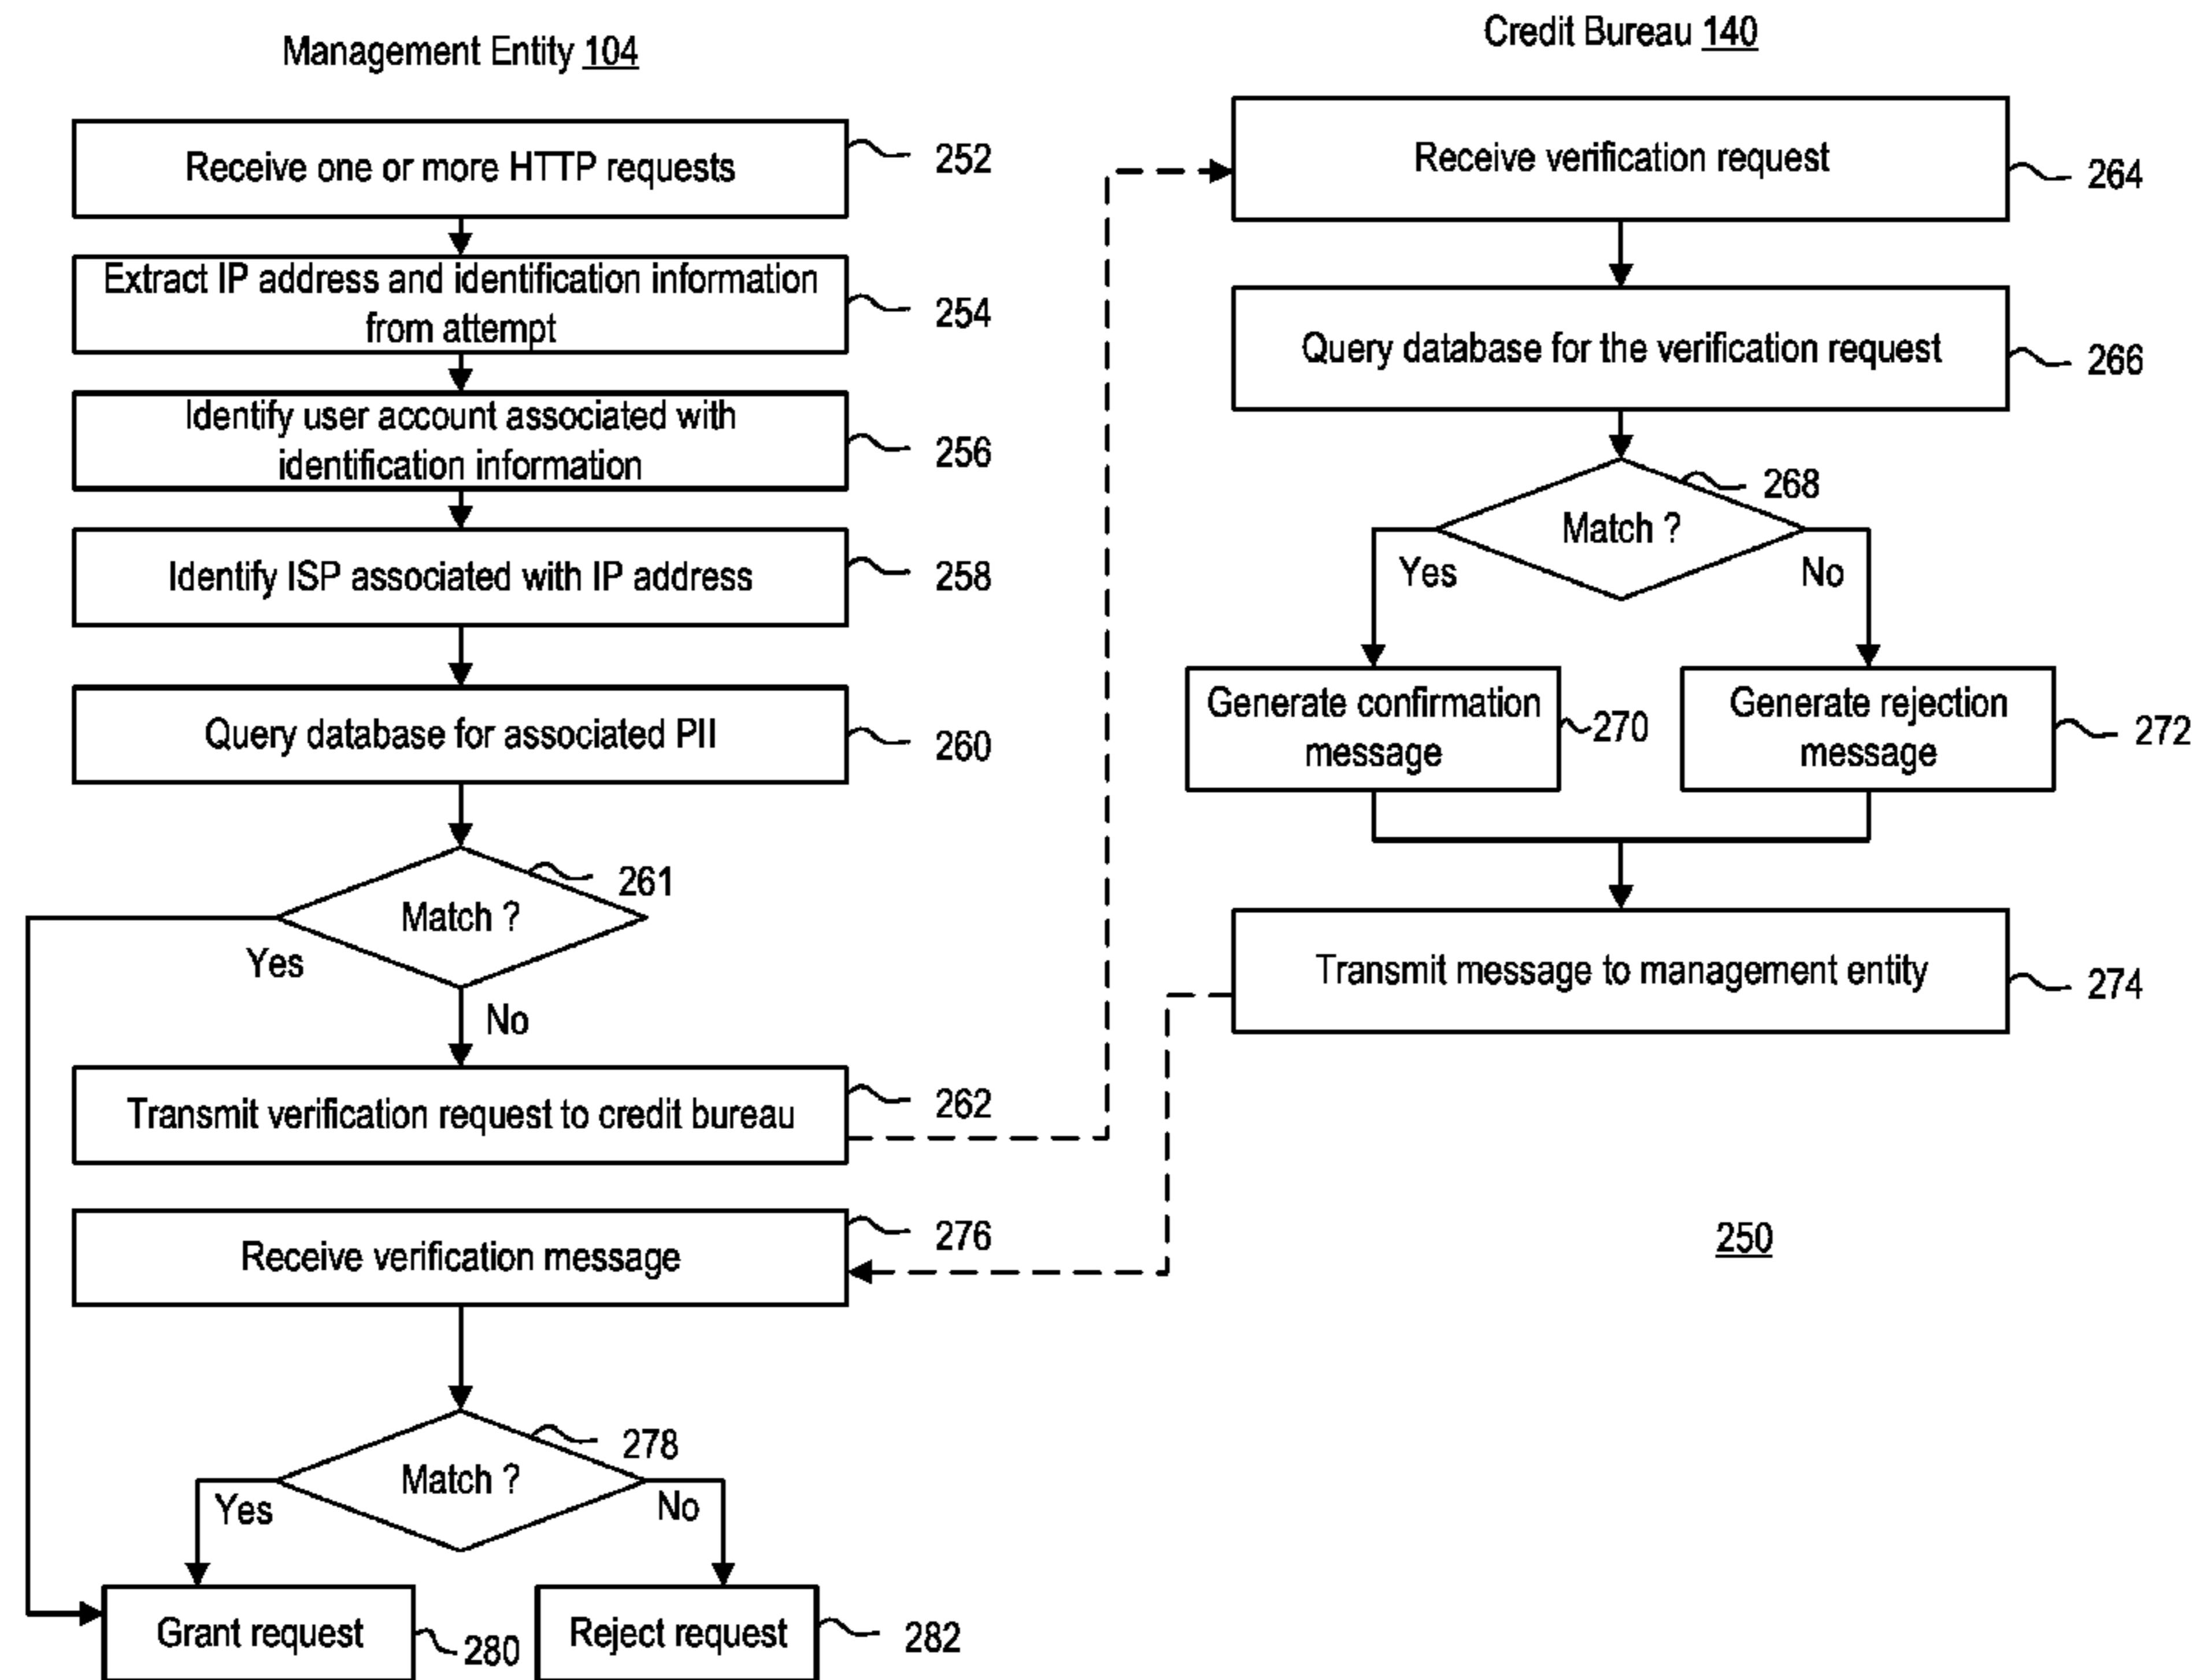 Management Entity 104
Receive one or more HTTP requests
252
Extract IP address and identification information
from attempt
254
Identify user account associated with
identification information
256
Identify ISP associated with IP address
258
Query database for associated PII
260
Match ?
261
Yes
No
Transmit verification request to credit bureau
262
Receive verification message
276
Match ?
278
Yes
No
Grant request
280
Reject request
282
Credit Bureau 140
Receive verification request
264
Query database for the verification request
266
Match ?
268
Yes
No
Generate confirmation
message
270
Generate rejection
message
272
Transmit message to management entity
274
250